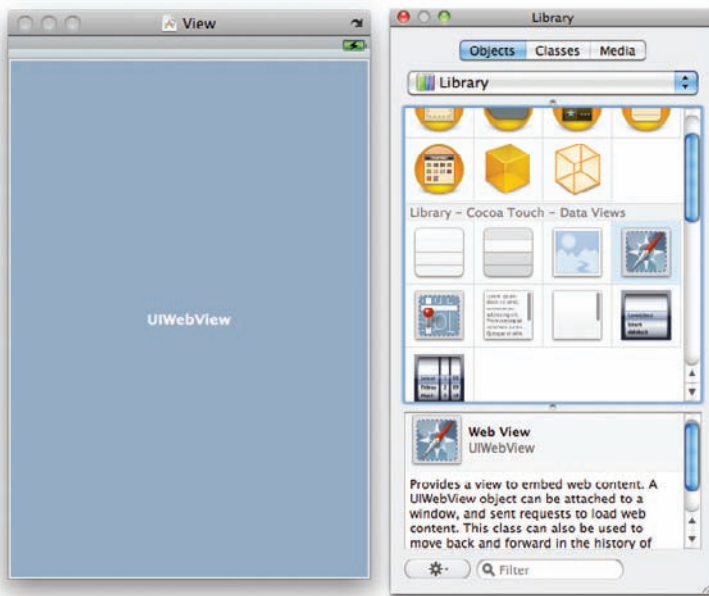 View
UIWebView
Library
Objects Classes Media
Library
Library – Cocoa Touch – Data Views
Web View
UIWebView
Provides a view to embed web content. A
UIWebView object can be attached to a
window, and sent requests to load web
content. This class can also be used to
move back and forward in the history of
Filter